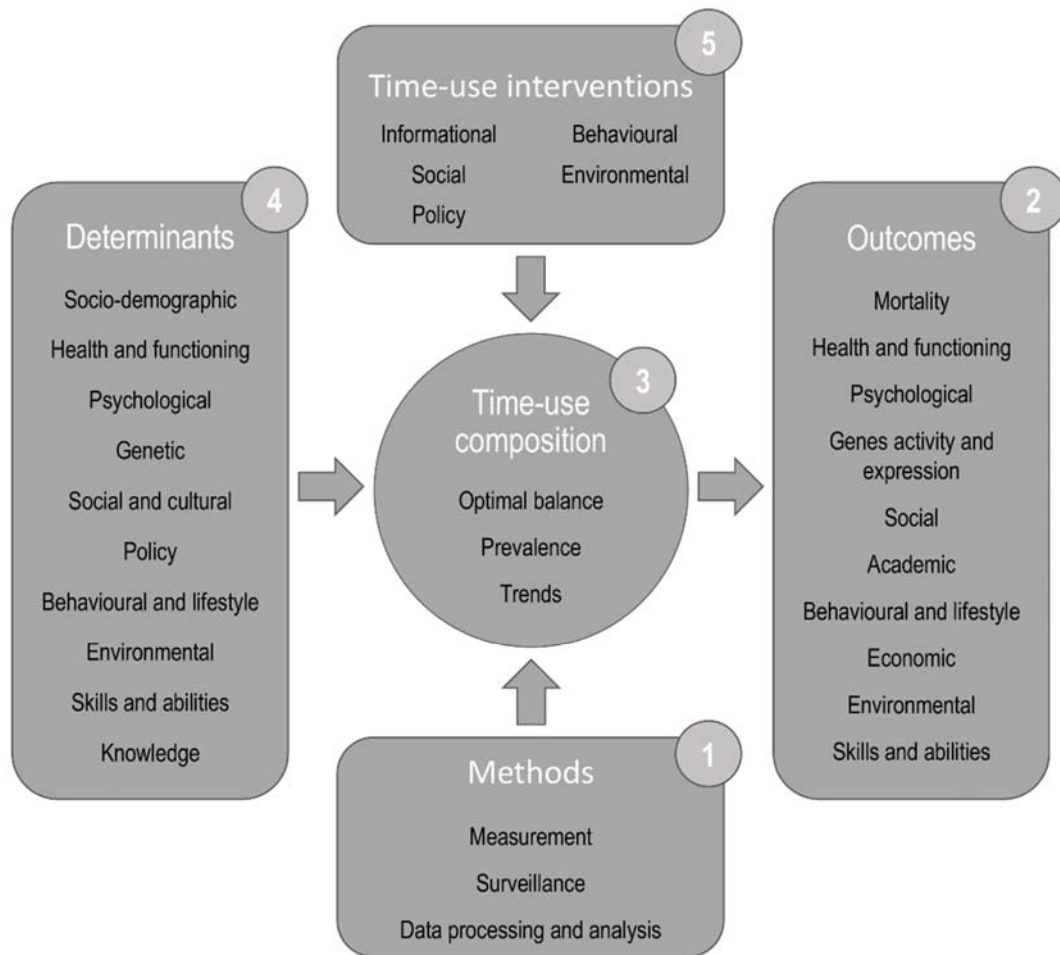 5
Time-use interventions
Informational
Behavioural
Social
Environmental
Policy
4
Determinants
Socio-demographic
Health and functioning
Psychological
Genetic
Social and cultural
Policy
Behavioural and lifestyle
Environmental
Skills and abilities
Knowledge
3
Time-use
composition
Optimal balance
Prevalence
Trends
2
Outcomes
Mortality
Health and functioning
Psychological
Genes activity and
expression
Social
Academic
Behavioural and lifestyle
Economic
Environmental
Skills and abilities
1
Methods
Measurement
Surveillance
Data processing and analysis